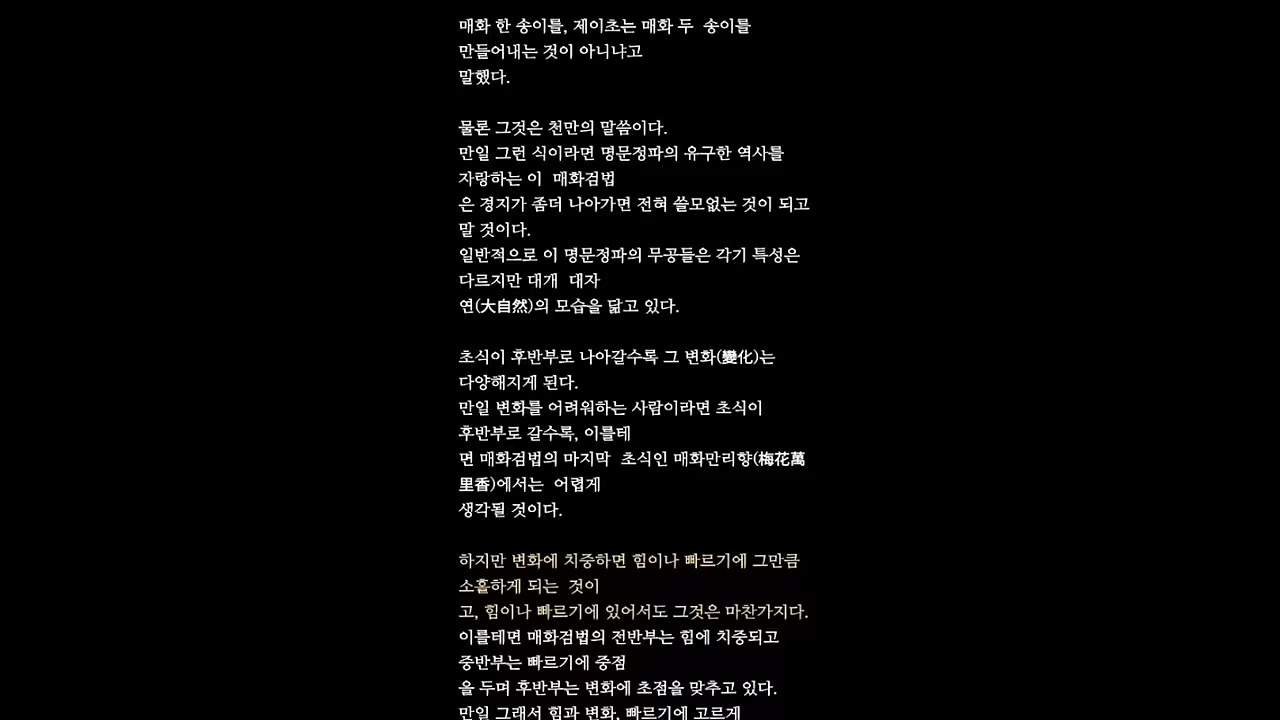 매화 한 송이를, 제이초는 매화 두  송이를
만들어내는 것이 아니냐고
말했다.
물론 그것은 천만의 말씀이다.
만일 그런 식이라면 명문정파의 유구한 역사를
자랑하는 이  매화검법
은 경지가 좀더 나아가면 전혀 쓸모없는 것이 되고
말 것이다.
일반적으로 이 명문정파의 무공들은 각기 특성은
다르지만 대개  대자
연(大自然)의 모습을 닮고 있다.
초식이 후반부로 나아갈수록 그 변화(變化)는
다양해지게 된다.
만일 변화를 어려워하는 사람이라면 초식이
후반부로 갈수록, 이를테
면 매화검법의 마지막  초식인 매화만리향(梅花萬
里香)에서는  어렵게
생각될 것이다.
하지만 변화에 치중하면 힘이나 빠르기에 그만큼
소홀하게 되는  것이
고, 힘이나 빠르기에 있어서도 그것은 마찬가지다.
이를테면 매화검법의 전반부는 힘에 치중되고
중반부는 빠르기에 중점
을 두며 후반부는 변화에 초점을 맞추고 있다.
만일 그래서 힘과 변화, 빠르기에 고르게